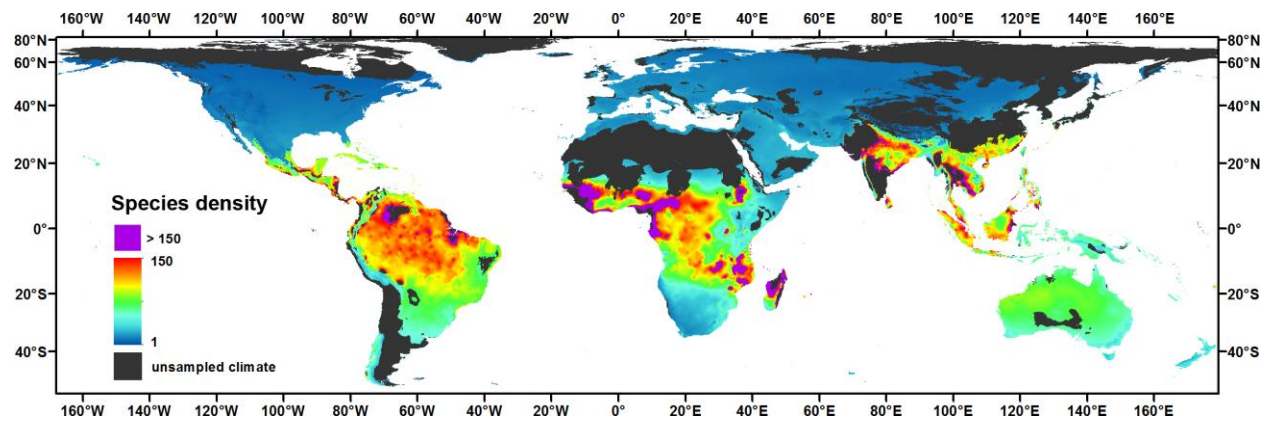 160°W 140°W 120°W 100°W 80°W 60°W 40°W 20°W 0° 20°E 40°E 60°E 80°E 100°E 120°E 140°E 160°E
80°N 80°N
60°N 60°N
40°N 40°N
20°N 20°N
Species density
> 150
0° 0°
150
20°S 20°S
1
40°S 40°S
unsampled climate
160°W 140°W 120°W 100°W 80°W 60°W 40°W 20°W 0° 20°E 40°E 60°E 80°E 100°E 120°E 140°E 160°E